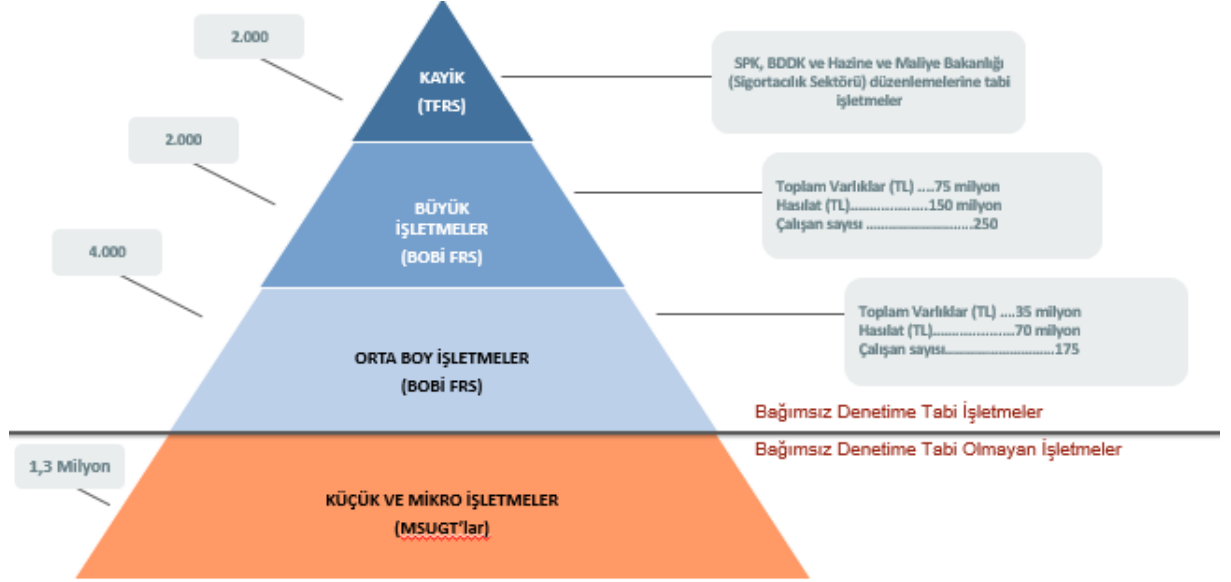 2.000
KAYİK
(TFRS)
SPK, BDDK ve Hazine ve Maliye Bakanlığı
(Sigortacılık Sektörü) düzenlemelerine tabi
işletmeler
2.000
BÜYÜK
İŞLETMELER
(BOBİ FRS)
Toplam Varlıklar (TL) ....75 milyon
Hasılat (TL).....................150 milyon
Çalışan sayısı .............................250
4.000
ORTA BOY İŞLETMELER
(BOBİ FRS)
Toplam Varlıklar (TL) ....35 milyon
Hasılat (TL)......................70 milyon
Çalışan sayısı..............................175
Bağımsız Denetime Tabi İşletmeler
Bağımsız Denetime Tabi Olmayan İşletmeler
1,3 Milyon
KÜÇÜK VE MİKRO İŞLETMELER
(MSUGT'lar)